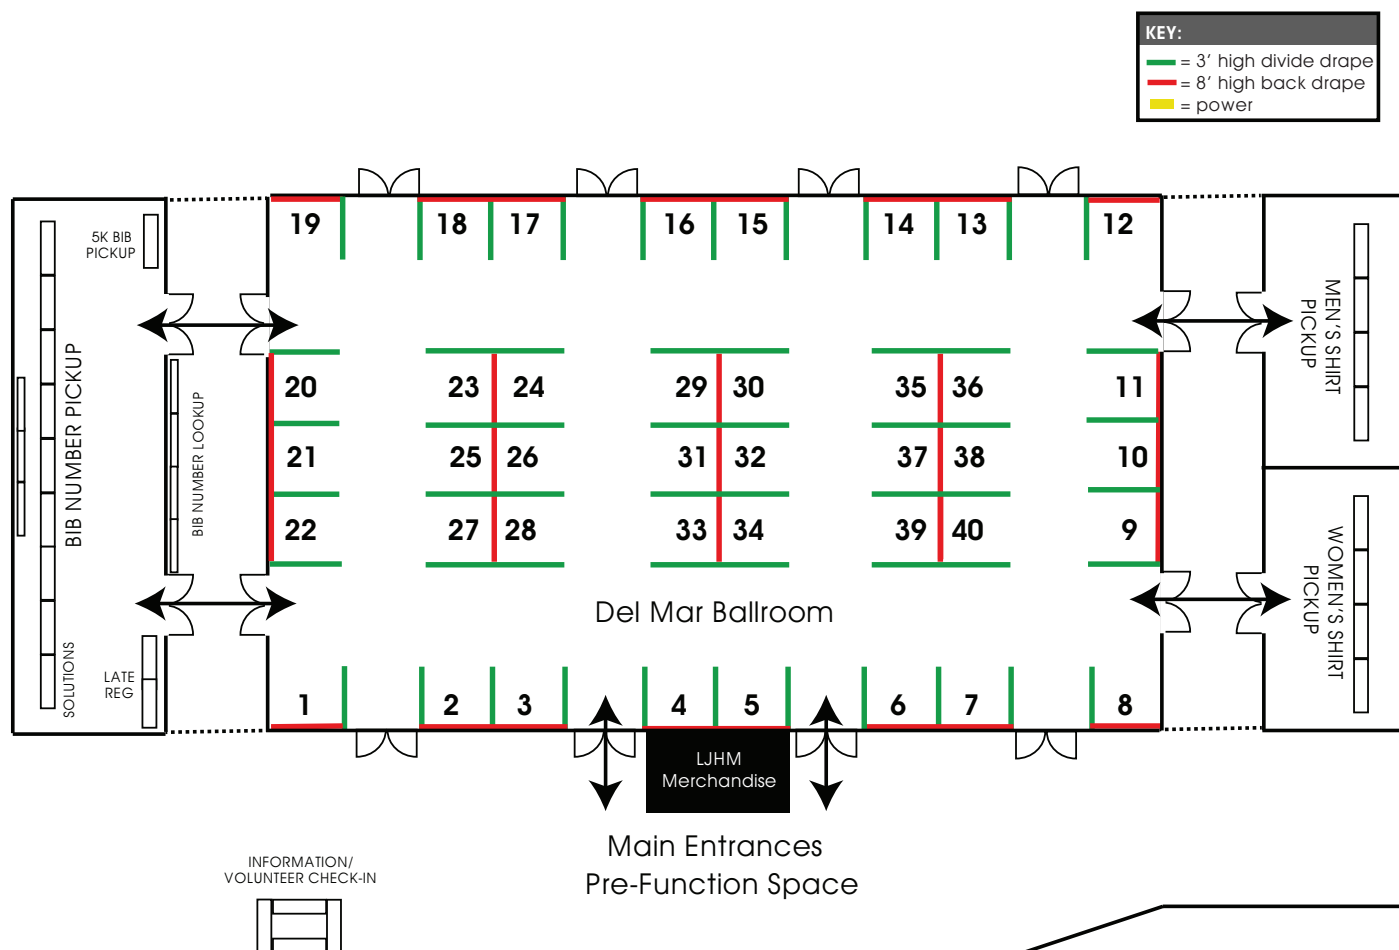 KEY:
= 3' high divide drape
= 8' high back drape
= power
19
18
17
16
15
14
13
12
5K BIB
PICKUP
BIB NUMBER PICKUP
BIB NUMBER LOOKUP
SOLUTIONS
LATE
REG
20
23
24
29
30
35
36
11
21
25
26
31
32
37
38
10
22
27
28
33
34
39
40
9
MEN'S SHIRT
PICKUP
WOMEN'S SHIRT
PICKUP
Del Mar Ballroom
1
2
3
4
5
6
7
8
LJHM
Merchandise
Main Entrances
Pre-Function Space
INFORMATION/
VOLUNTEER CHECK-IN